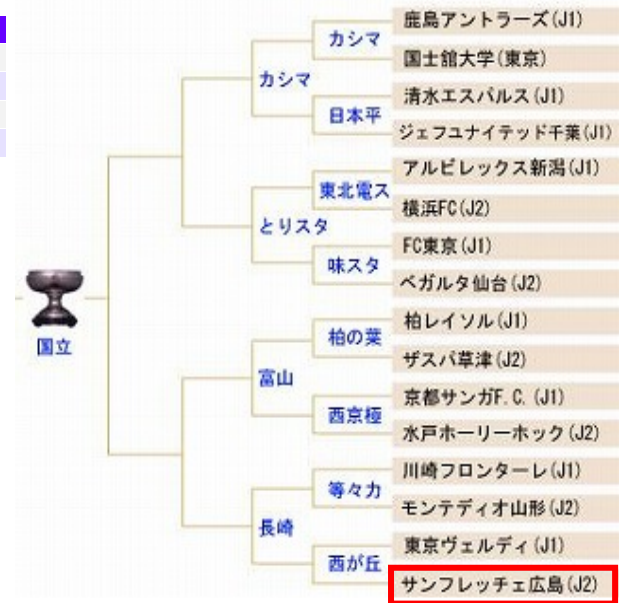 鹿島アントラーズ(J1)
カシマ
国士舘大学(東京)
カシマ
清水エスパルス(J1)
日本平
ジェフユナイテッド千葉(J1)
アルビレックス新潟(J1)
東北電ス
横浜FC(J2)
とりスタ
FC東京(J1)
味スタ
ベガルタ仙台(J2)
国立
柏レイソル(J1)
柏の葉
ザスパ草津(J2)
富山
京都サンガF.C.(J1)
西京極
水戸ホーリーホック(J2)
川崎フロンターレ(J1)
等々力
モンテディオ山形(J2)
長崎
東京ヴェルディ(J1)
西が丘
サンフレッチェ広島(J2)